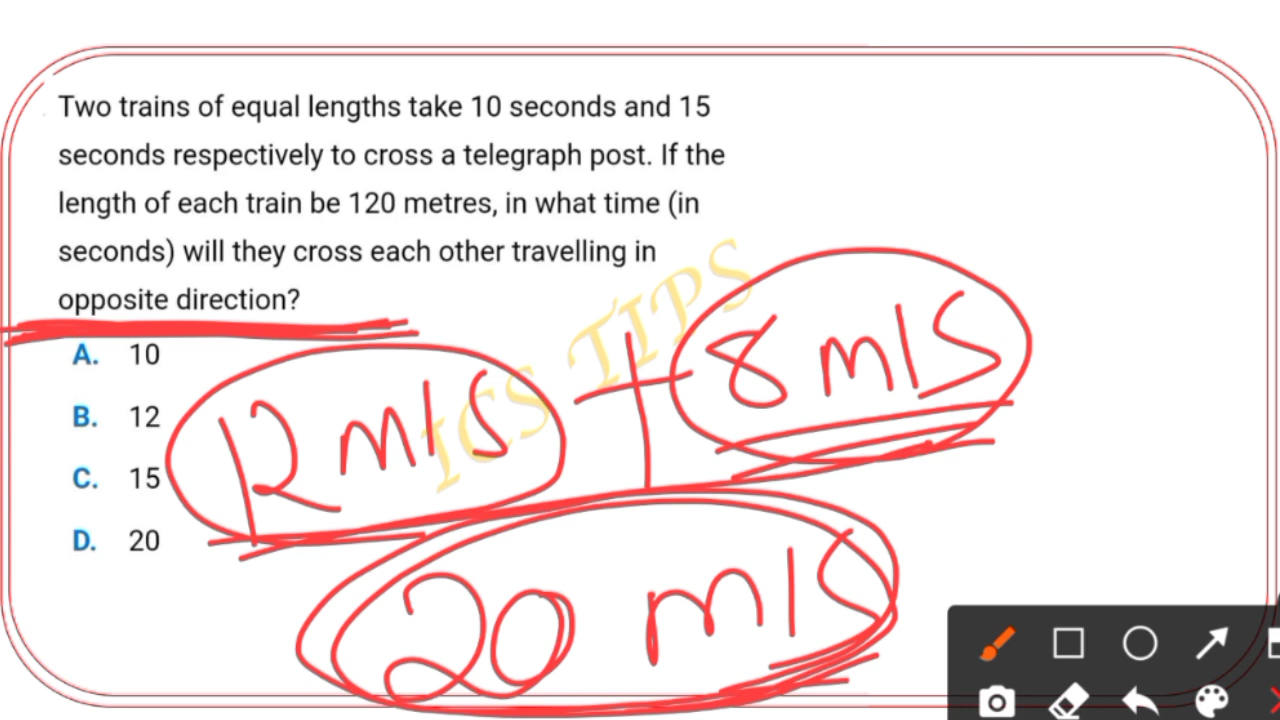 Two trains of equal lengths take 10 seconds and 15
seconds respectively to cross a telegraph post. If the
length of each train be 120 metres, in what time (in
seconds) will they cross each other travelling in
opposite direction?
A. 10
B. 12
C. 15
D. 20
12 m/s + 8 m/s
20 m/s
ICS TIPS